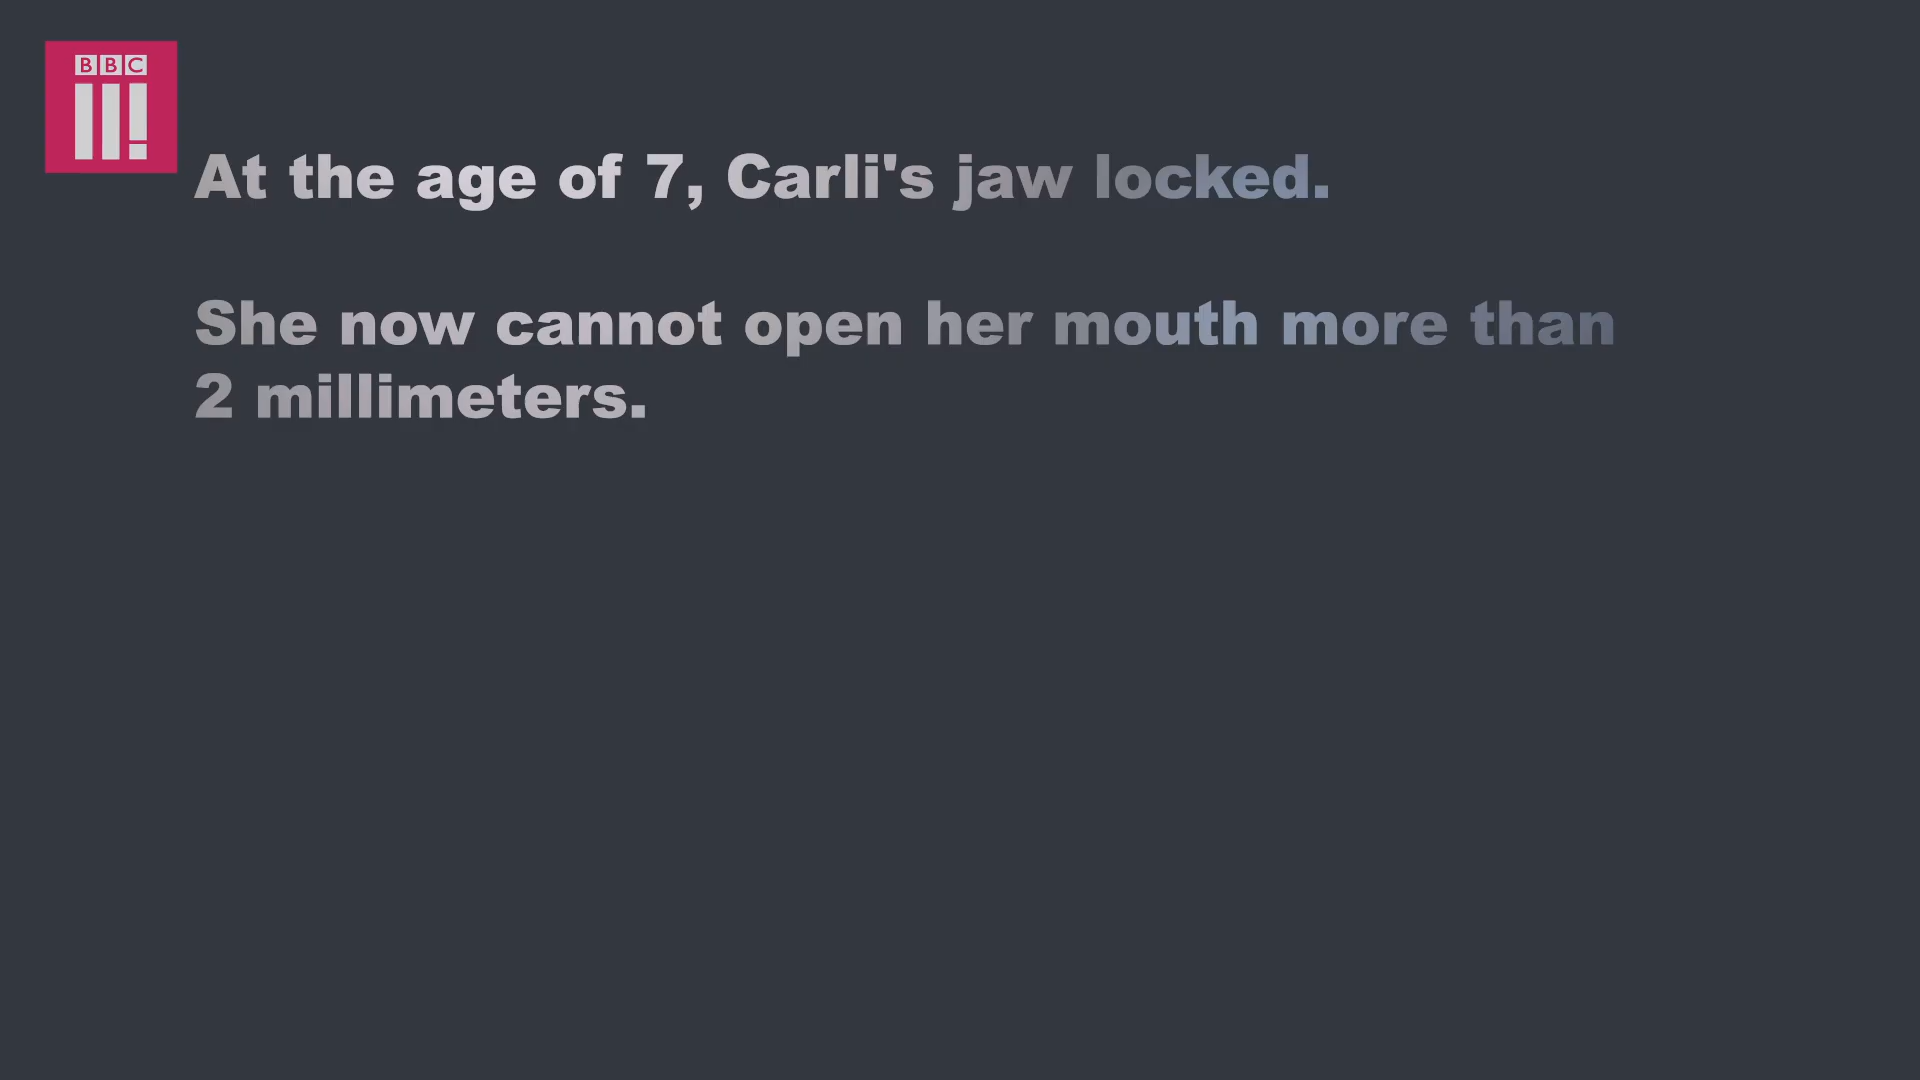 BBC
At the age of 7, Carli's jaw locked.
She now cannot open her mouth more than
2 millimeters.